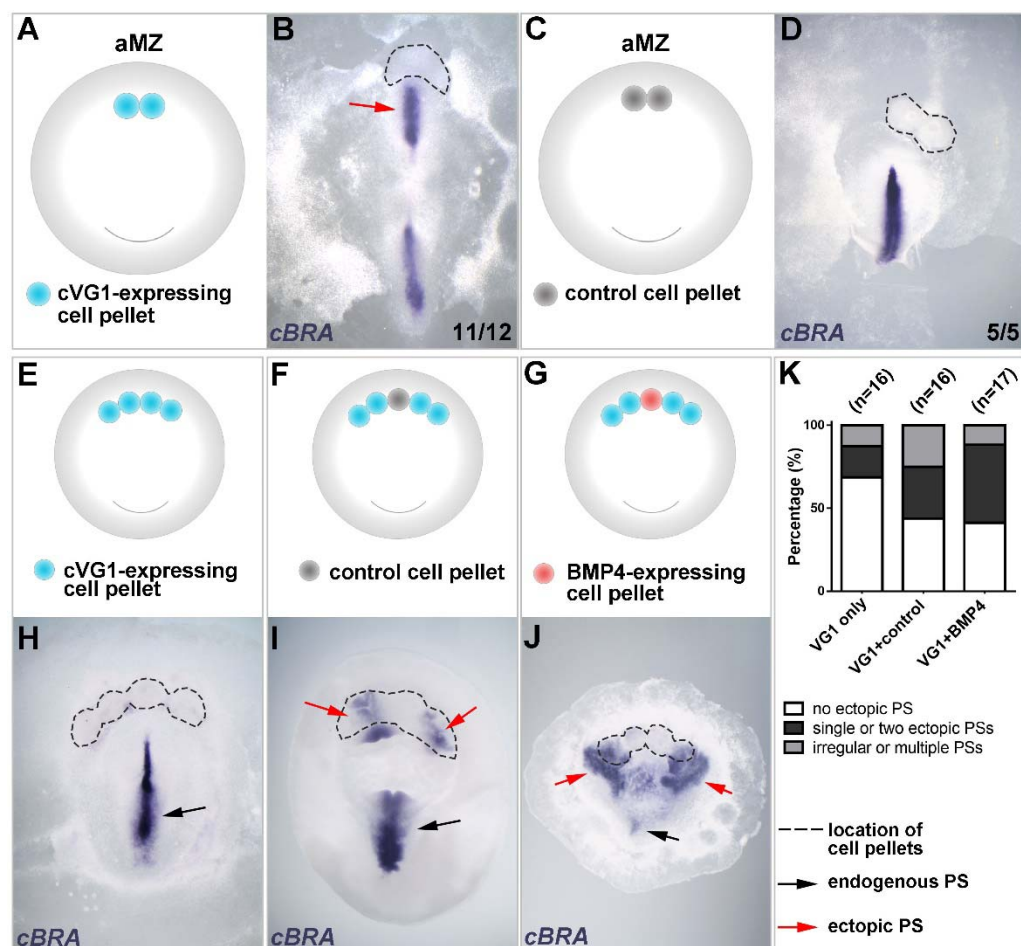 A
aMZ
cVG1-expressing
cell pellet
B
cBRA
11/12
C
aMZ
control cell pellet
D
5/5
E
cVG1-expressing
cell pellet
F
control cell pellet
G
BMP4-expressing
cell pellet
H
cBRA
I
cBRA
J
cBRA
K
(n=16)
(n=16)
(n=17)
Percentage (%)
100
50
0
VG1 only
VG1+control
VG1+BMP4
no ectopic PS
single or two ectopic PSs
irregular or multiple PSs
location of
cell pellets
endogenous PS
ectopic PS